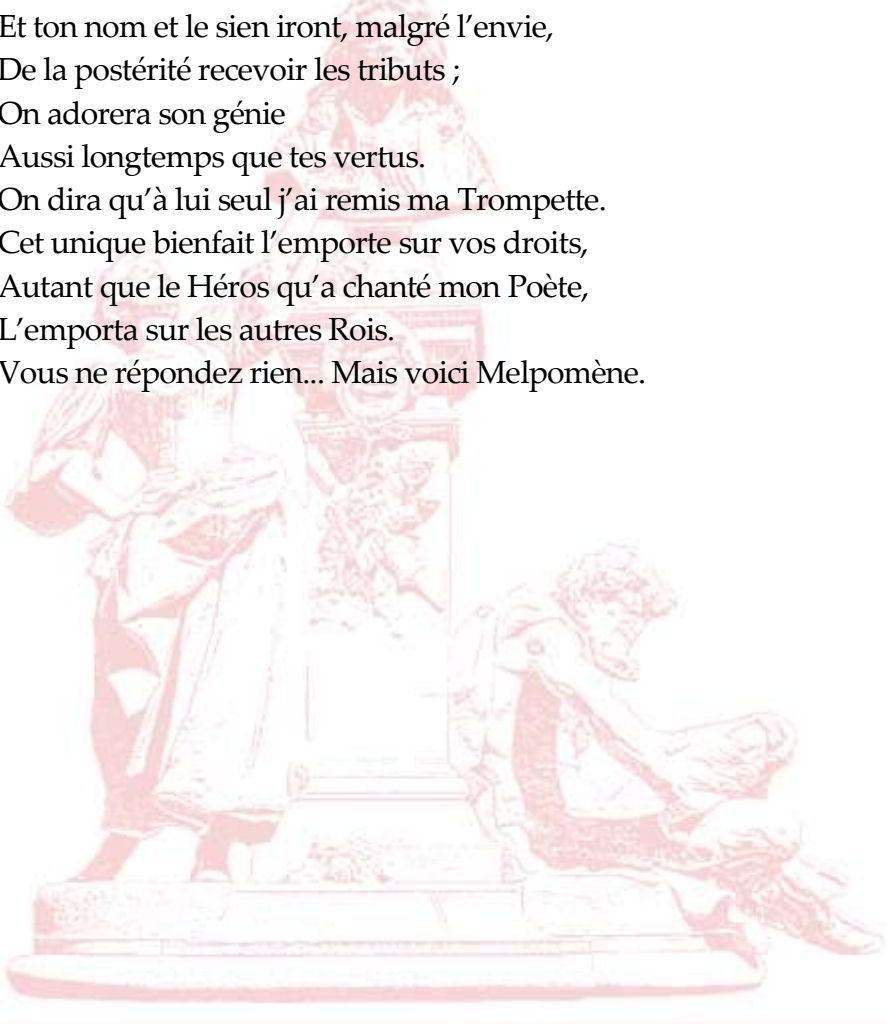 Et ton nom et le sien iront, malgré l’envie,
De la postérité recevoir les tributs ;
On adorera son génie
Aussi longtemps que tes vertus.
On dira qu’à lui seul j’ai remis ma Trompette.
Cet unique bienfait l’emporte sur vos droits,
Autant que le Héros qu’a chanté mon Poète,
L’emporta sur les autres Rois.
Vous ne répondez rien... Mais voici Melpomène.